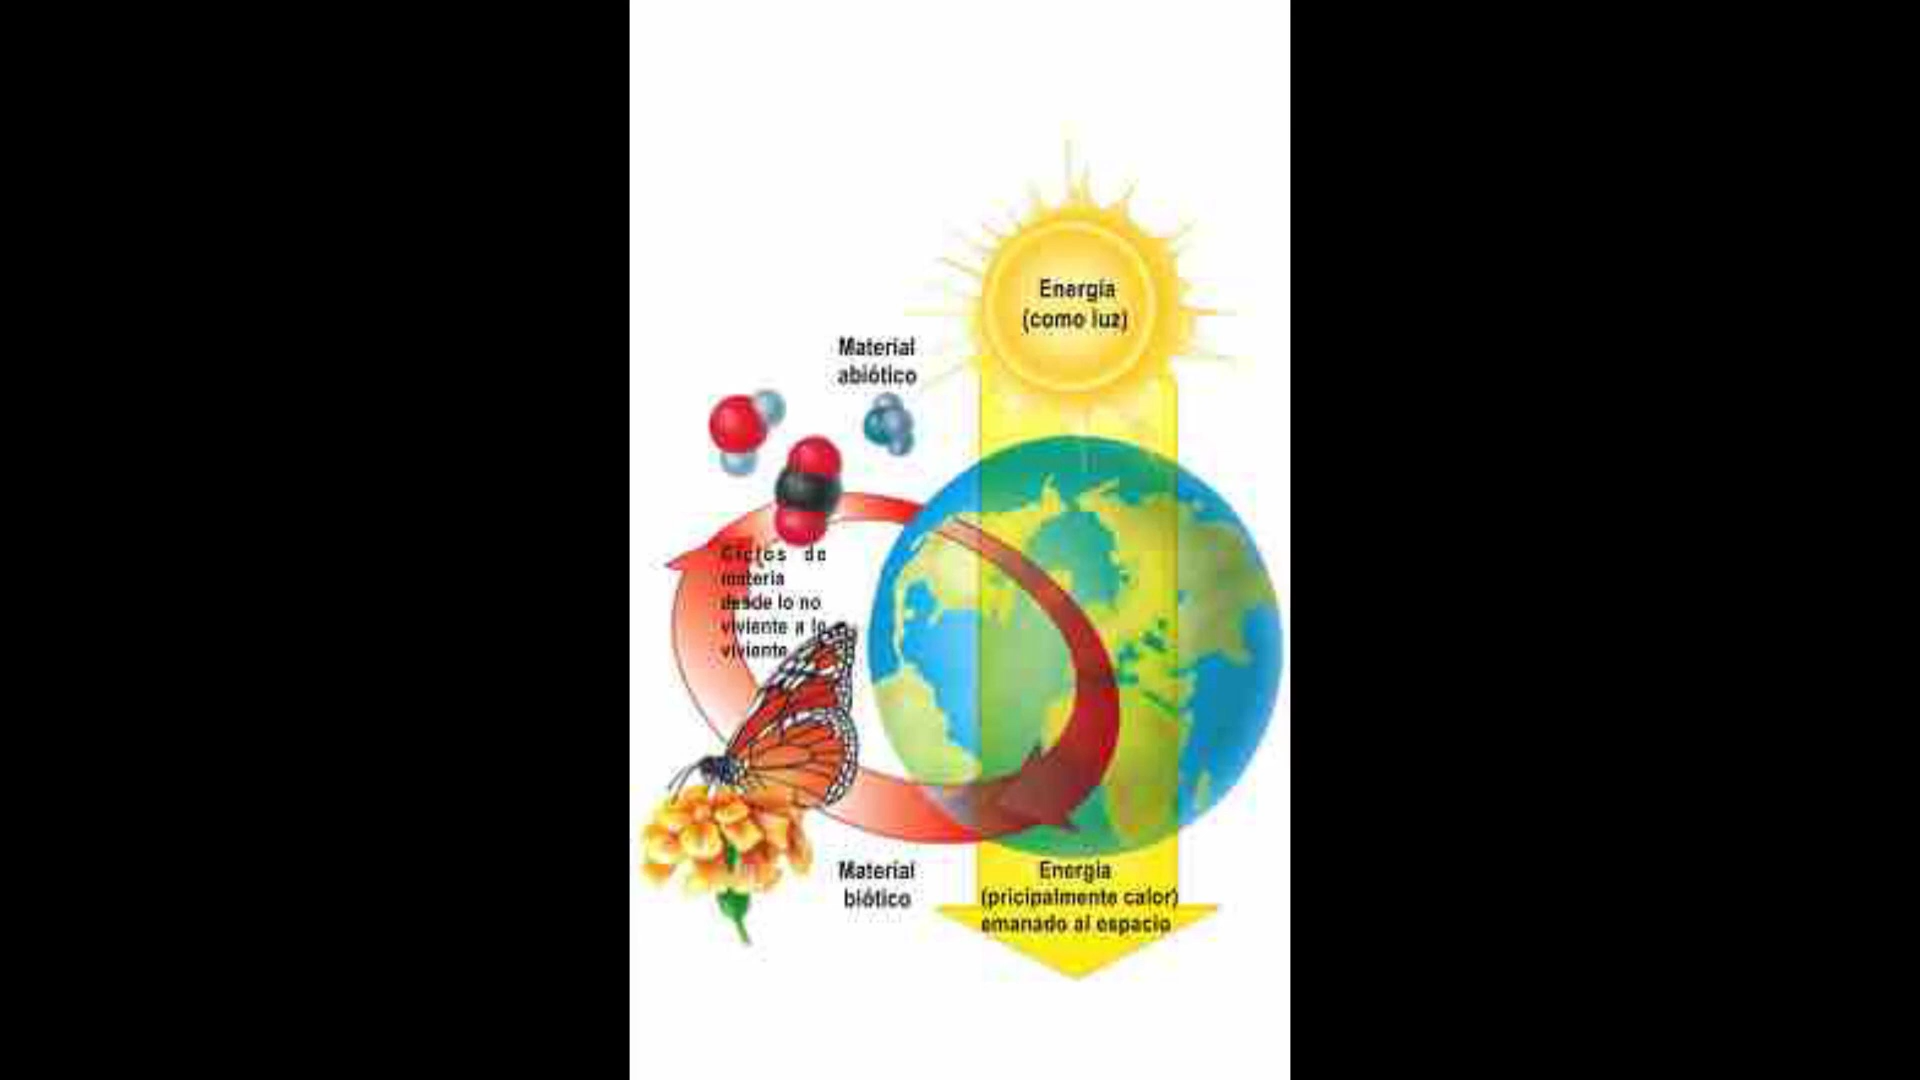 Energía
(como luz)
Material
abiótico
Ciclos de
materia
desde lo no
viviente a lo
viviente
Material
biótico
Energía
(pricipalmente calor)
emanado al espacio